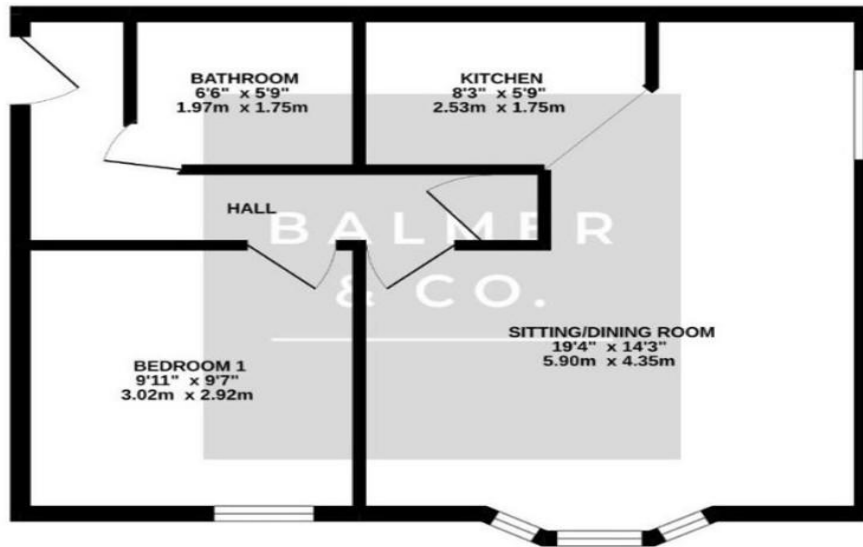 BATHROOM
6'6" x 5'9"
1.97m x 1.75m
KITCHEN
8'3" x 5'9"
2.53m x 1.75m
HALL
BALMER
& CO.
SITTING/DINING ROOM
19'4" x 14'3"
5.90m x 4.35m
BEDROOM 1
9'11" x 9'7"
3.02m x 2.92m